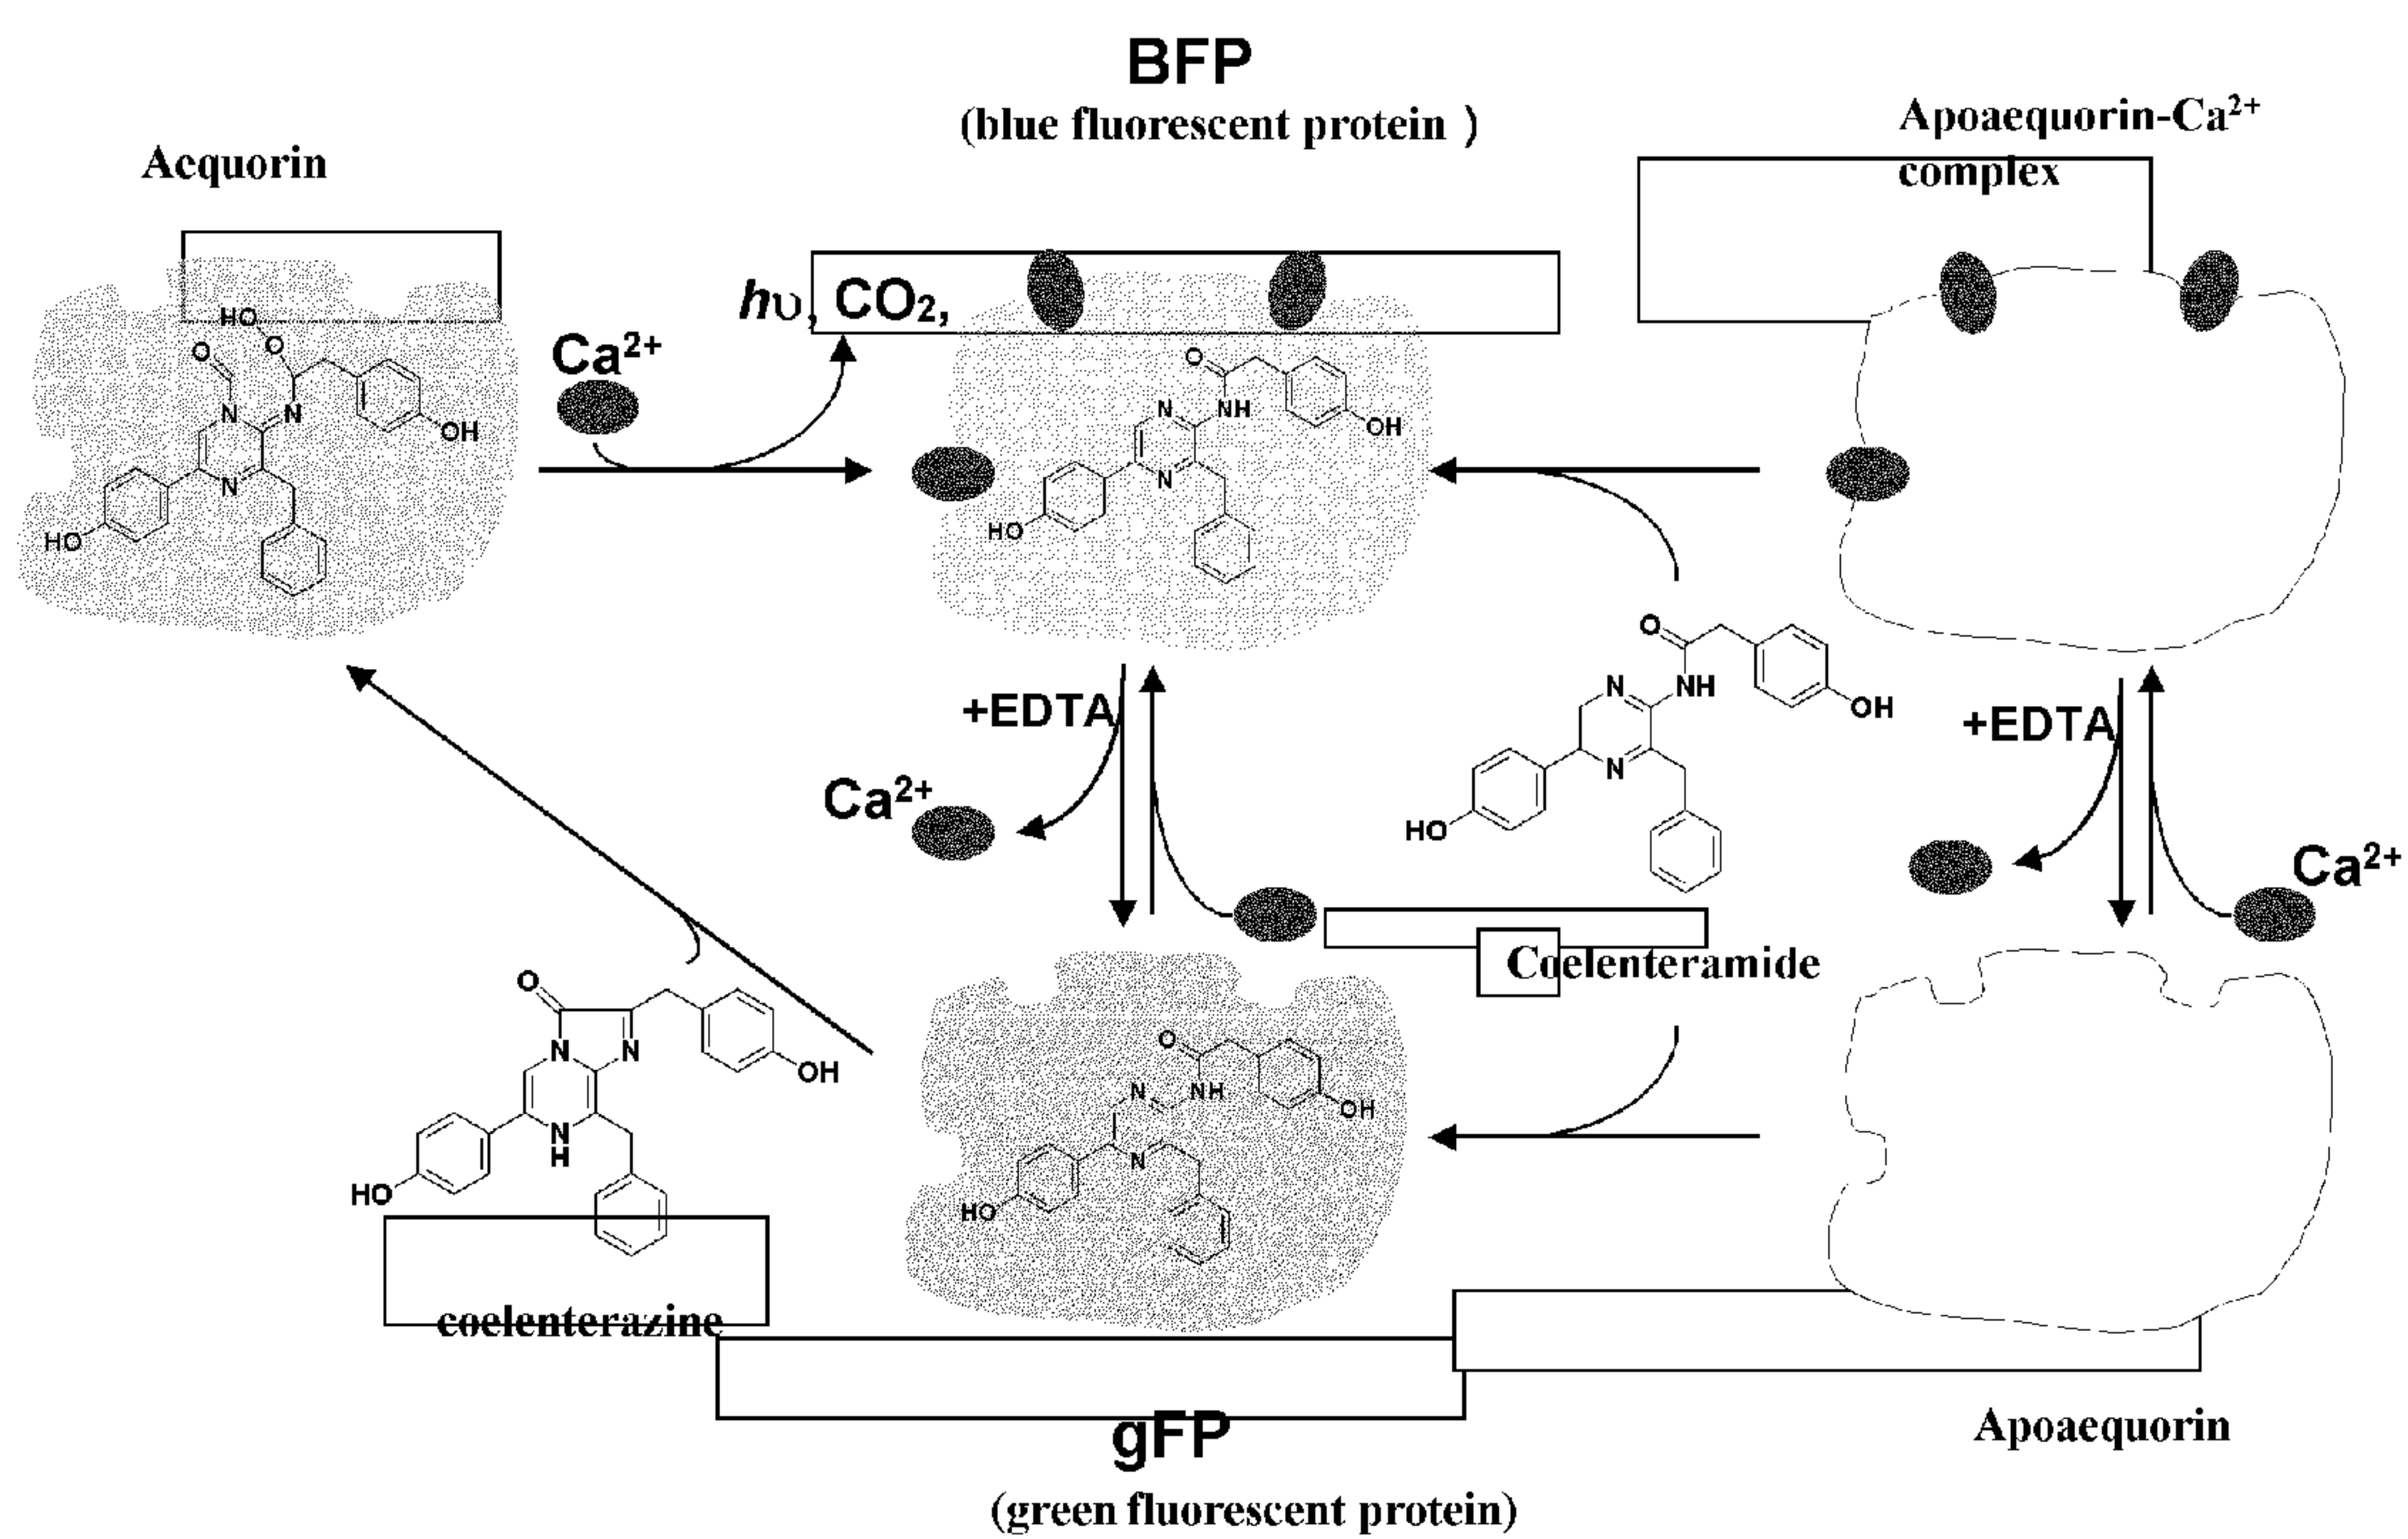 BFP
(blue fluorescent protein )
Apoaequorin-Ca2+
complex
Aequorin
hυ, CO2,
Ca2+
HO
O
O
N
N
OH
N
HO
O
NH
N
OH
N
HO
O
NH
N
OH
N
HO
+EDTA
Ca2+
+EDTA
Ca2+
Coelenteramide
O
N
N
OH
N
H
HO
coelenterazine
O
NH
N
OH
N
HO
gFP
(green fluorescent protein)
Apoaequorin